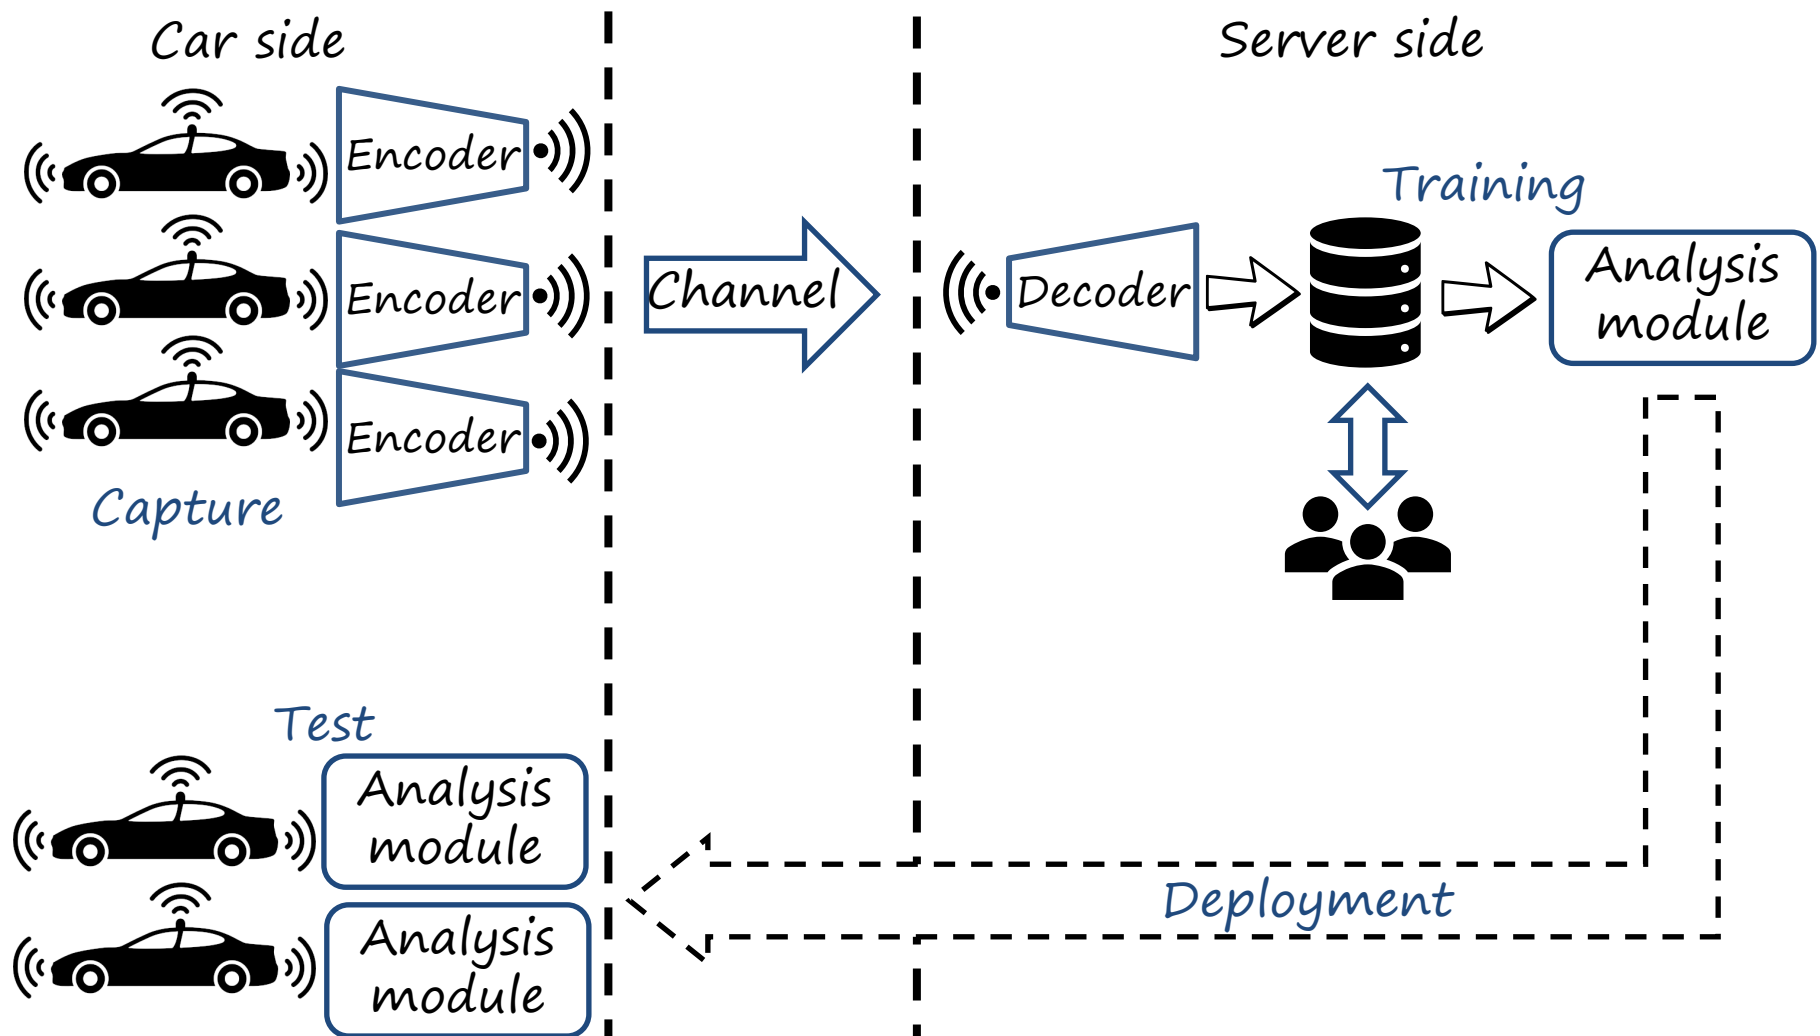 Car side
Server side
Encoder
Encoder
Encoder
Capture
Channel
Decoder
Training
Analysis
module
Test
Analysis
module
Analysis
module
Deployment